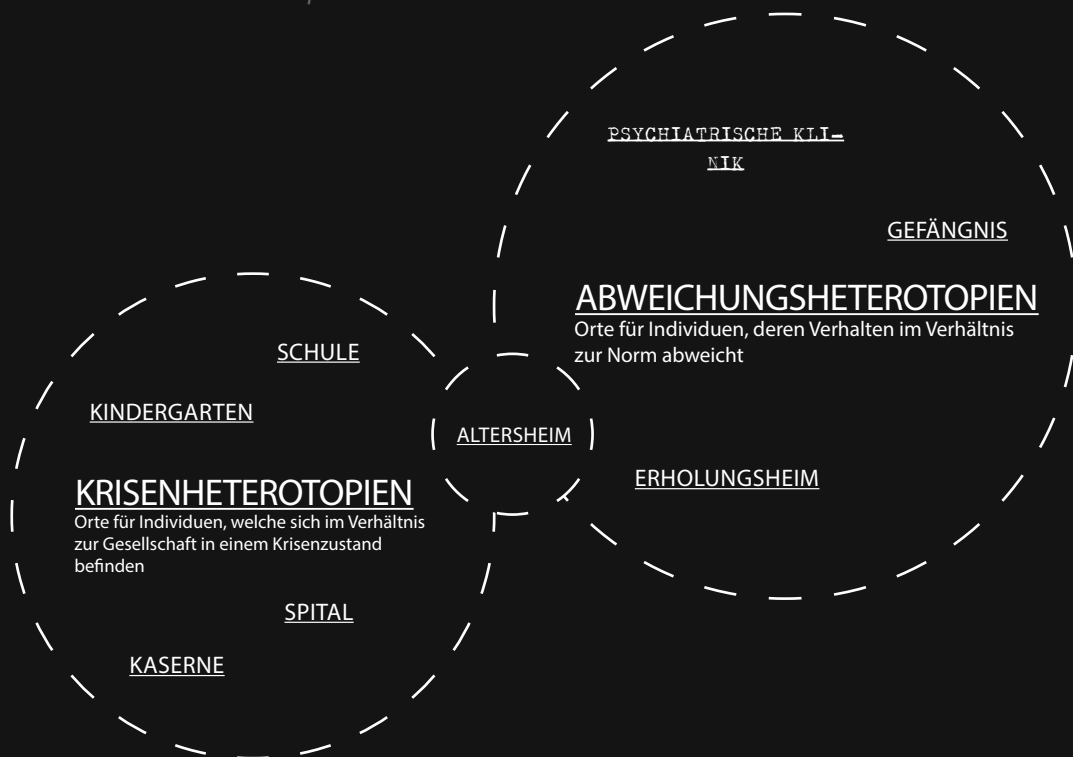 PSYCHIATRISCHE KLI-
NIK
GEFÄNGNIS
ABWEICHUNGSHETEROTOPIEN
Orte für Individuen, deren Verhalten im Verhältnis
zur Norm abweicht
ERHOLUNGSHEIM
ALTERSHEIM
SCHULE
KINDERGARTEN
KRISENHETEROTOPIEN
Orte für Individuen, welche sich im Verhältnis
zur Gesellschaft in einem Krisenzustand
befinden
SPITAL
KASERNE